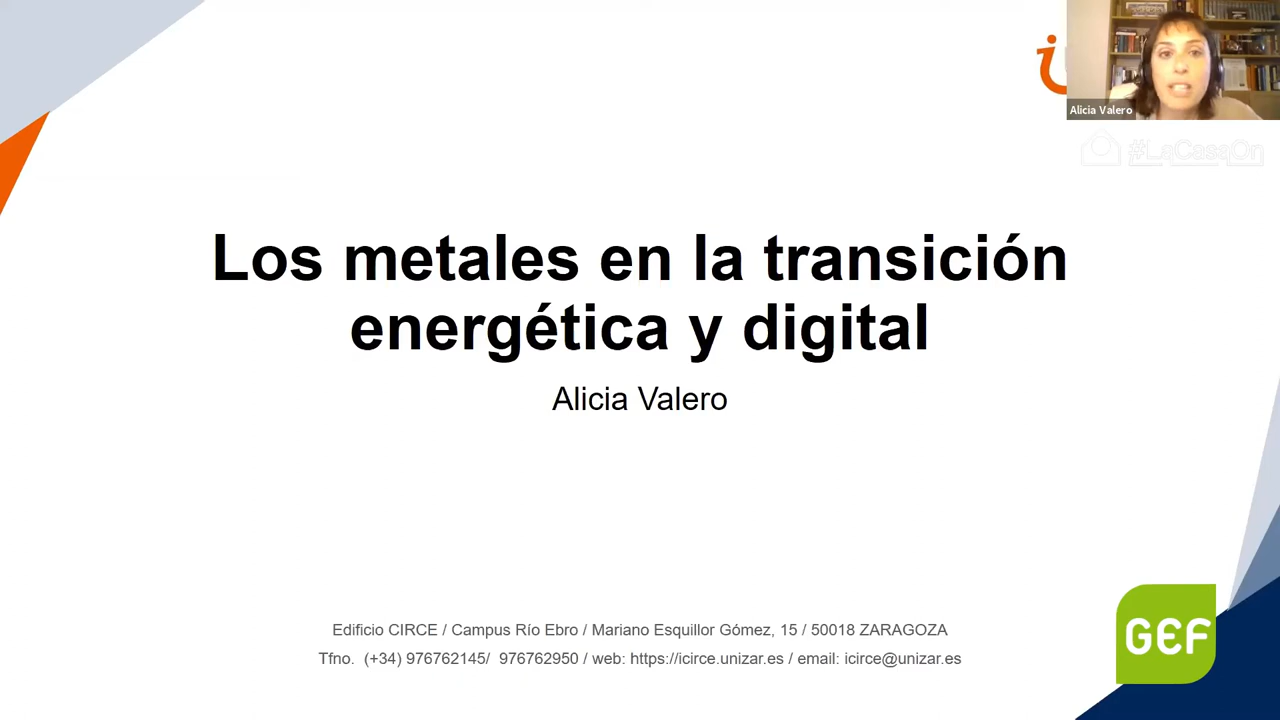 Alicia Valero
#LaCasaOn
Los metales en la transición
energética y digital
Alicia Valero
Edificio CIRCE / Campus Río Ebro / Mariano Esquillor Gómez, 15 / 50018 ZARAGOZA
Tfno. (+34) 976762145/ 976762950 / web: https://icirce.unizar.es / email: icirce@unizar.es
GEF